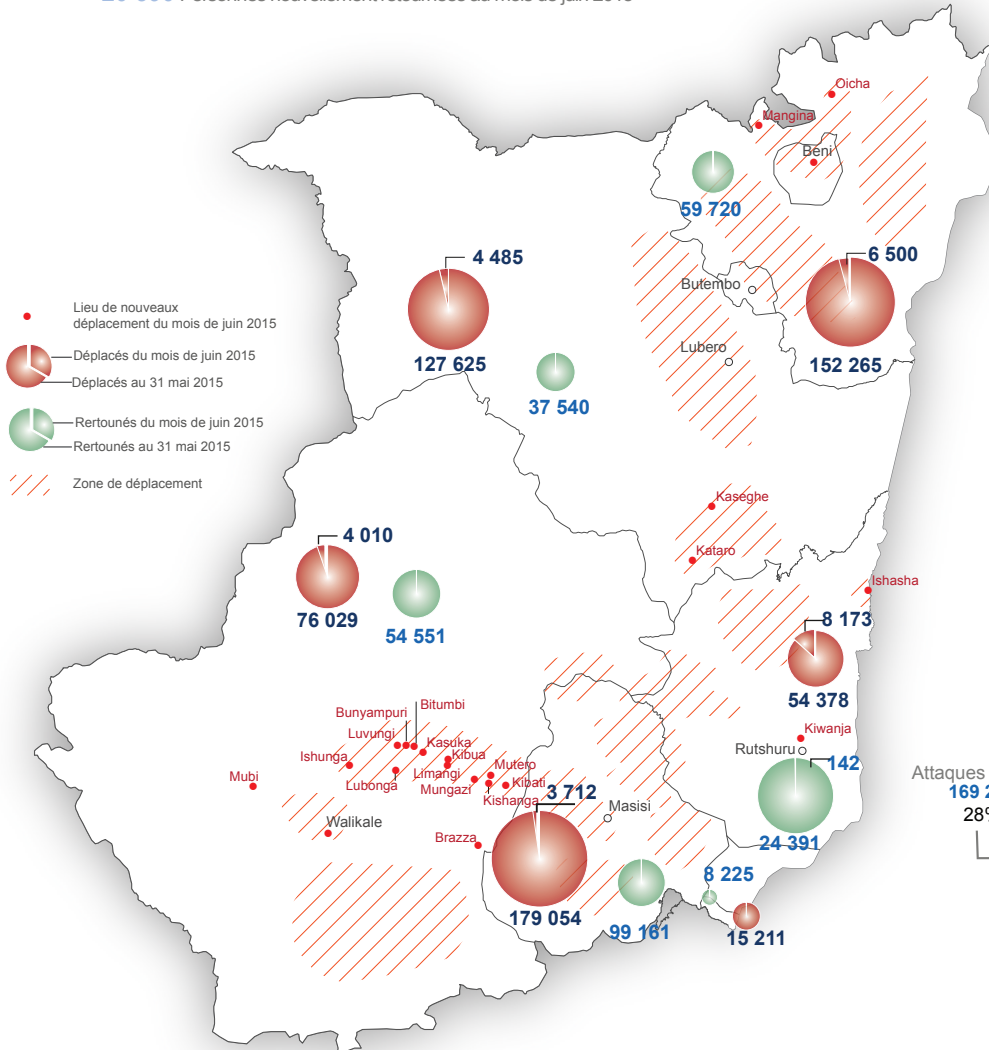 Oicha
Mangina
Beni
59 720
4 485
6 500
Butembo
Lieu de nouveaux
déplacement du mois de juin 2015
Lubero
Déplacés du mois de juin 2015
127 625
152 265
Déplacés au 31 mai 2015
37 540
Rertounés du mois de juin 2015
Rertounés au 31 mai 2015
Zone de déplacement
Kaseghe
4 010
Kataro
Ishasha
76 029
54 551
8 173
54 378
Bitumbi
Bunyampuri
Luvungi
Kiwanja
Kasuka
Rutshuru
Kibua
Ishunga
142
Mutero
Limangi
Mubi
Lubonga
Kibati
Mungazi
Attaques
169 2
Kishanga
3 712
Masisi
28%
Walikale
Brazza
24 391
8 225
179 054
99 161
15 211